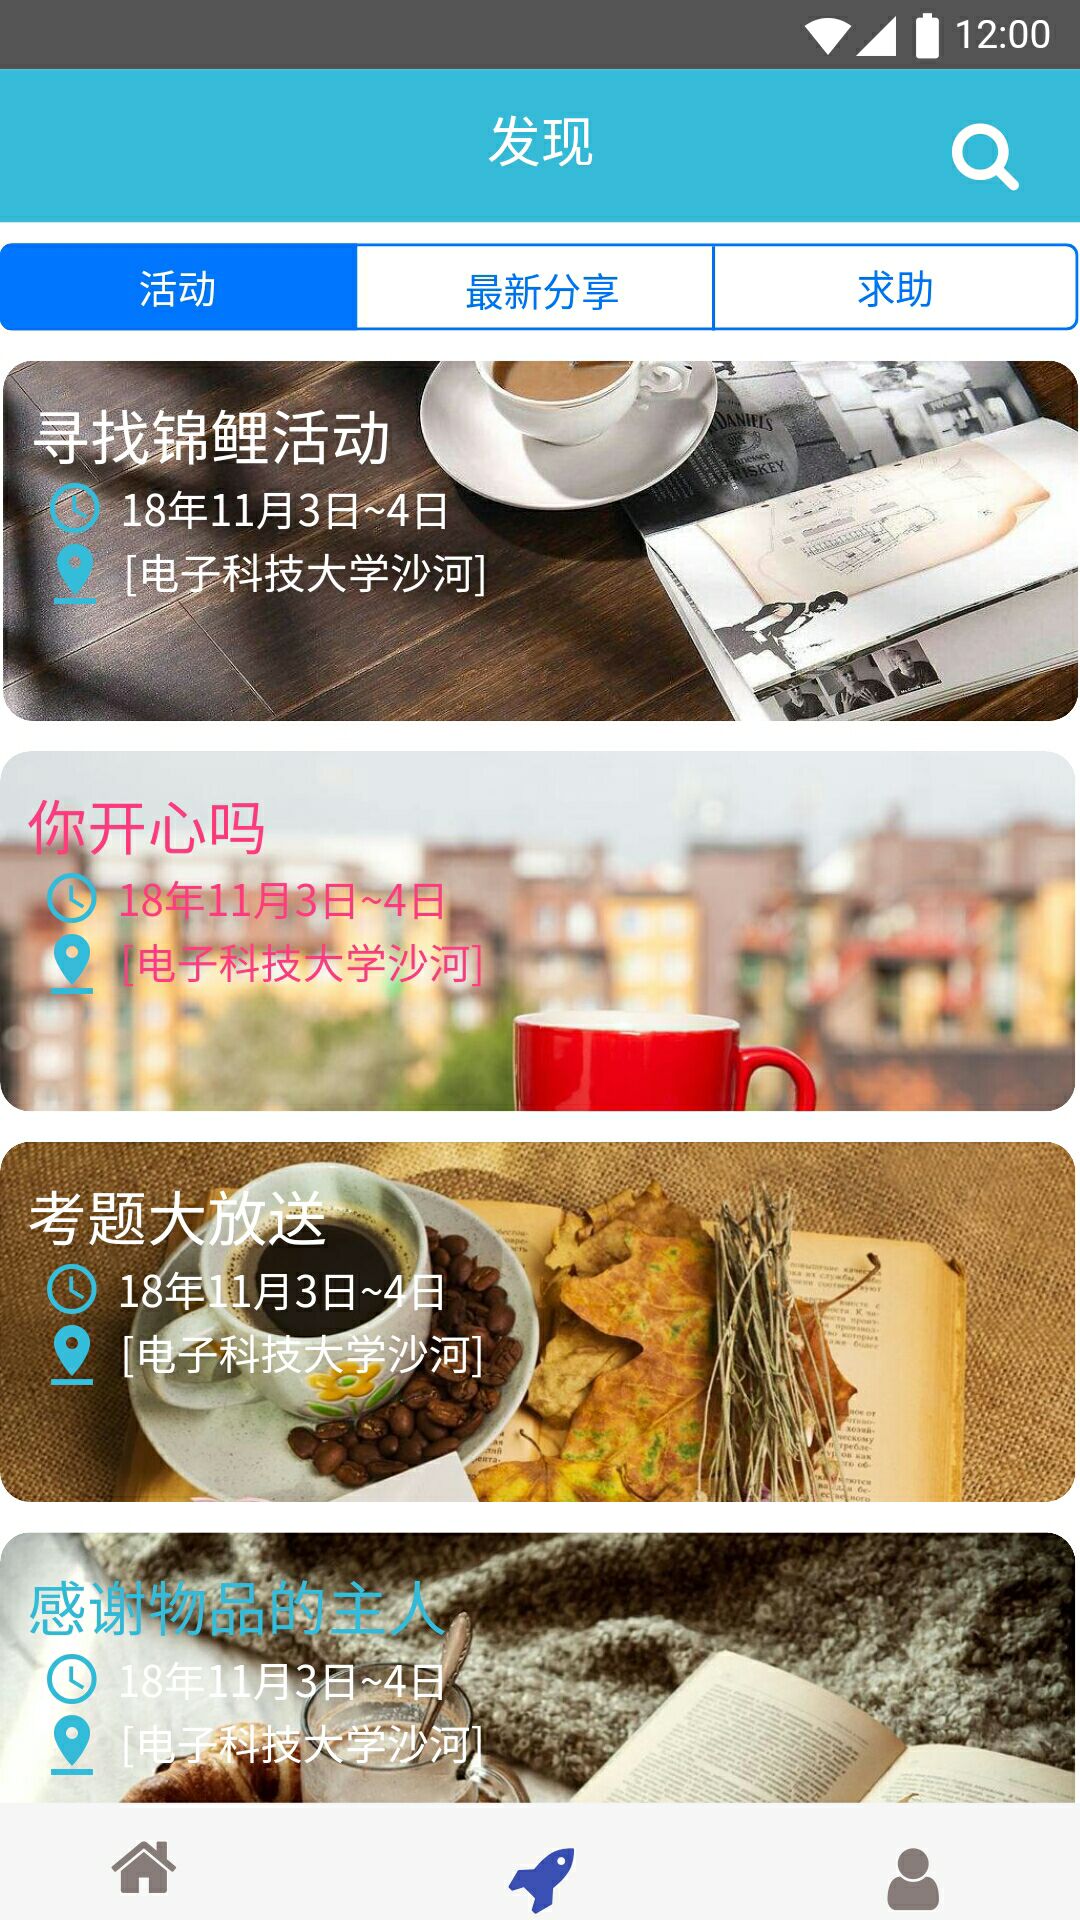 12:00
发现
活动
最新分享
求助
寻找锦鲤活动
18年11月3日~4日
[电子科技大学沙河]
DANIEL'S
Tennessee
WHISKEY
你开心吗
18年11月3日~4日
[电子科技大学沙河]
考题大放送
18年11月3日~4日
[电子科技大学沙河]
感谢物品的主人
18年11月3日~4日
[电子科技大学沙河]